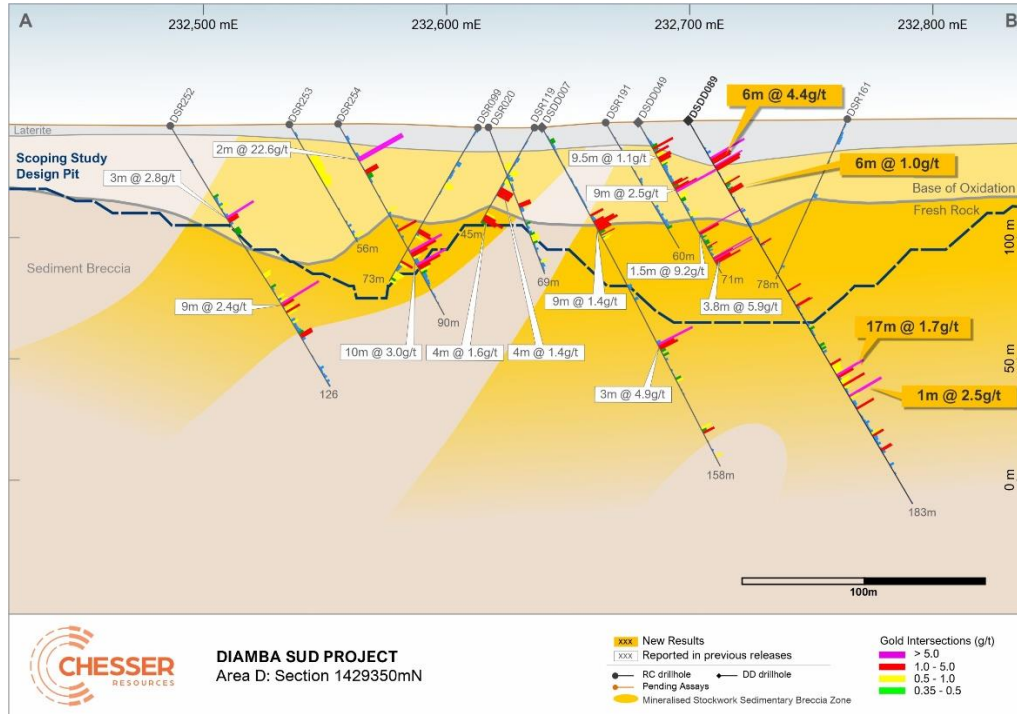 A
232,500 mE
232,600 mE
232,700 mE
232,800 mE
B
DSR252
DSR253
DSR254
DSR099
DSR020
DSR119
DSDD007
DSR191
DSDD049
DSDD089
DSR161
6m @ 4.4g/t
Laterite
2m @ 22.6g/t
9.5m @ 1.1g/t
6m @ 1.0g/t
Scoping Study
Design Pit
3m @ 2.8g/t
9m @ 2.5g/t
Base of Oxidation
Fresh Rock
100 m
45m
56m
60m
Sediment Breccia
73m
69m
1.5m @ 9.2g/t
71m
78m
9m @ 2.4g/t
9m @ 1.4g/t
3.8m @ 5.9g/t
90m
17m @ 1.7g/t
10m @ 3.0g/t
4m @ 1.6g/t
4m @ 1.4g/t
50 m
126
3m @ 4.9g/t
1m @ 2.5g/t
158m
0 m
183m
100m
CHESSER
RESOURCES
DIAMBA SUD PROJECT
Area D: Section 1429350mN
xxx New Results
xxx Reported in previous releases
RC drillhole DD drillhole
Pending Assays
Mineralised Stockwork Sedimentary Breccia Zone
Gold Intersections (g/t)
> 5.0
1.0 - 5.0
0.5 - 1.0
0.35 - 0.5